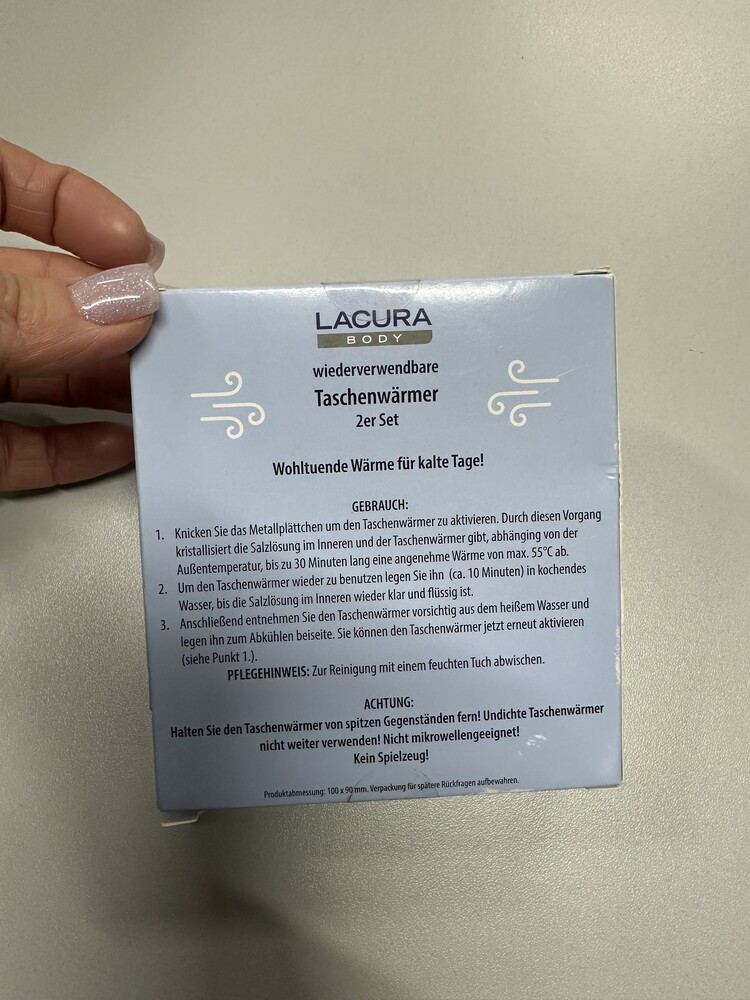 LACURA
BODY
wiederverwendbare
Taschenwärmer
2er Set
Wohltuende Wärme für kalte Tage!
GEBRAUCH:
1. Knicken Sie das Metallplättchen um den Taschenwärmer zu aktivieren. Durch diesen Vorgang
kristallisiert die Salzlösung im Inneren und der Taschenwärmer gibt, abhänging von der
Außentemperatur, bis zu 30 Minuten lang eine angenehme Wärme von max. 55°C ab.
2. Um den Taschenwärmer wieder zu benutzen legen Sie ihn (ca. 10 Minuten) in kochendes
Wasser, bis die Salzlösung im Inneren wieder klar und flüssig ist.
3. Anschließend entnehmen Sie den Taschenwärmer vorsichtig aus dem heißem Wasser und
legen ihn zum Abkühlen beiseite. Sie können den Taschenwärmer jetzt erneut aktivieren
(siehe Punkt 1.).
PFLEGEHINWEIS: Zur Reinigung mit einem feuchten Tuch abwischen.
ACHTUNG:
Halten Sie den Taschenwärmer von spitzen Gegenständen fern! Undichte Taschenwärmer
nicht weiter verwenden! Nicht mikrowellengeeignet!
Kein Spielzeug!
Produktabmessung: 100 x 90 mm. Verpackung für spätere Rückfragen aufbewahren.